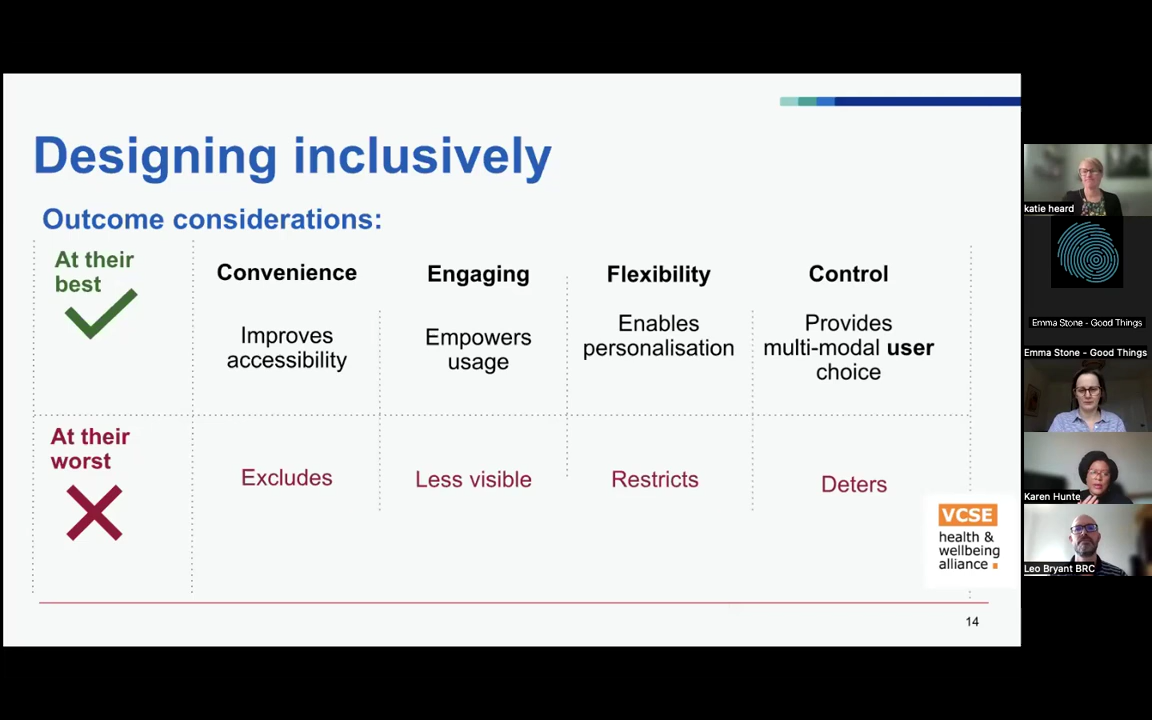 Designing inclusively
Outcome considerations:
At their
best
Convenience
Engaging
Flexibility
Control
Improves
accessibility
Empowers
usage
Enables
personalisation
Provides
multi-modal user
choice
At their
worst
Excludes
Less visible
Restricts
Deters
VCSE
health &
wellbeing
alliance
14
katie heard
Emma Stone - Good Things
Emma Stone - Good Things
Karen Hunte
Leo Bryant BRC